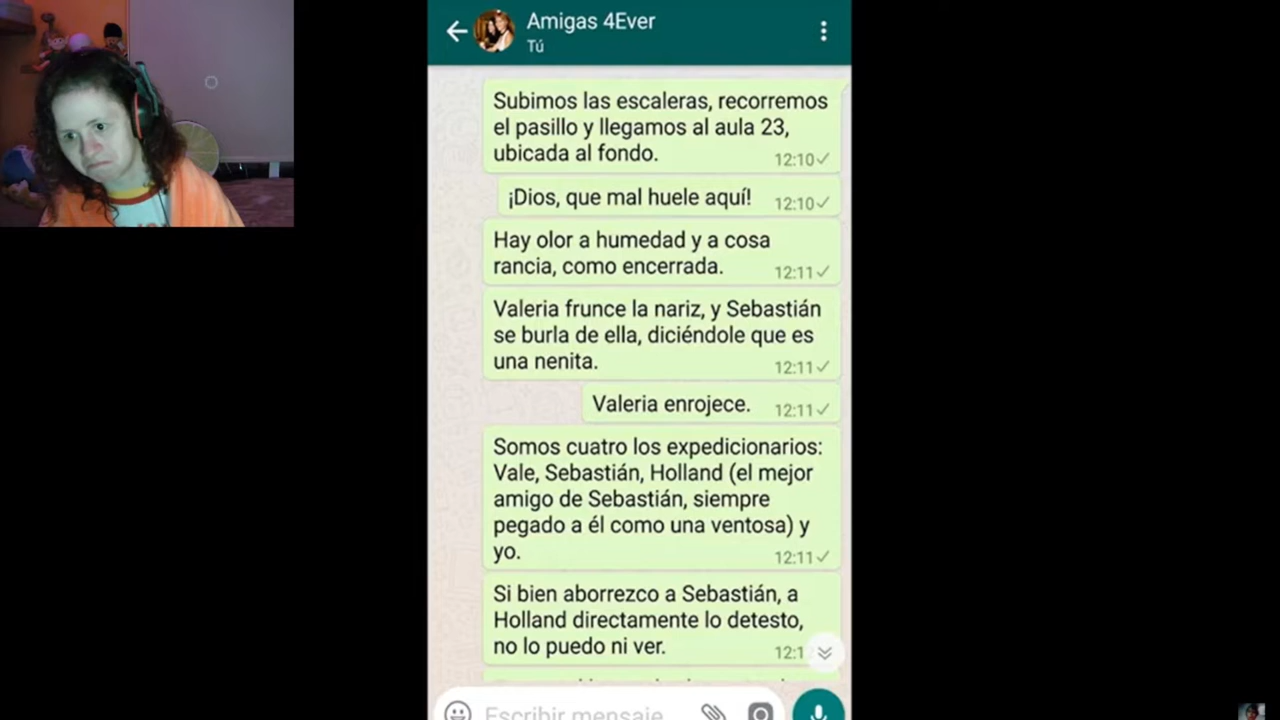 Amigas 4Ever
Tú
Subimos las escaleras, recorremos
el pasillo y llegamos al aula 23,
ubicada al fondo.
12:10
¡Dios, que mal huele aquí!
12:10
Hay olor a humedad y a cosa
rancia, como encerrada.
12:11
Valeria frunce la nariz, y Sebastián
se burla de ella, diciéndole que es
una nenita.
12:11
Valeria enrojece.
12:11
Somos cuatro los expedicionarios:
Vale, Sebastián, Holland (el mejor
amigo de Sebastián, siempre
pegado a él como una ventosa) y
yo.
12:11
Si bien aborrezco a Sebastián, a
Holland directamente lo detesto,
no lo puedo ni ver.
Escribir mensaje